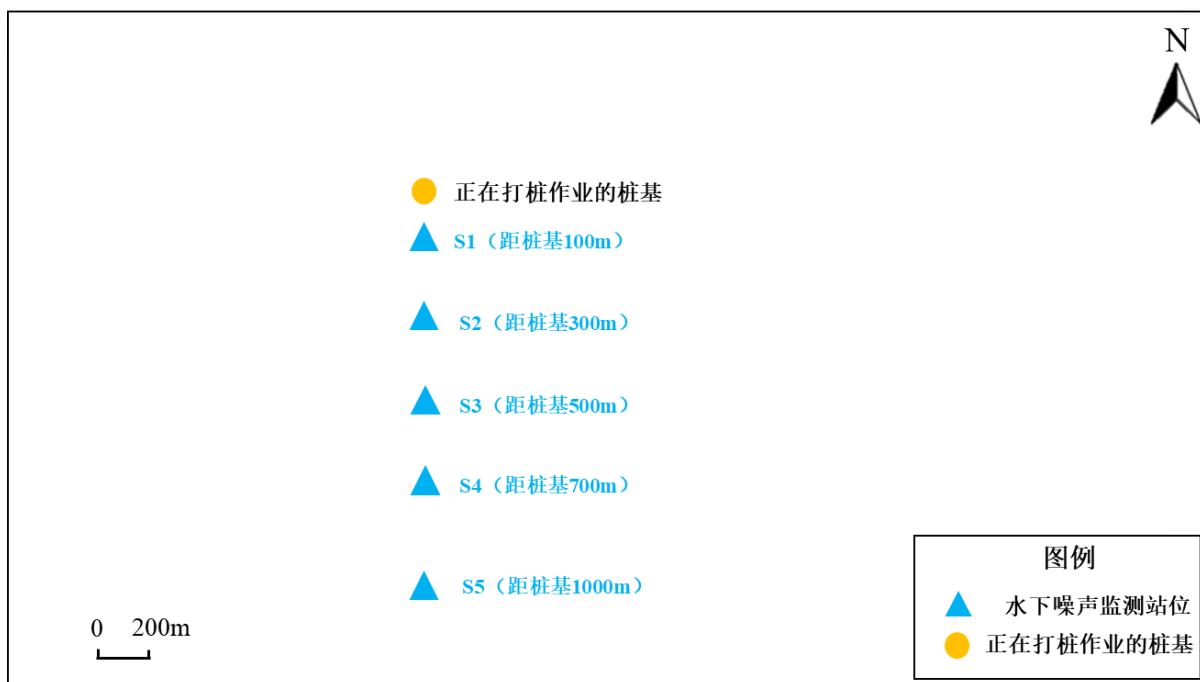 N
正在打桩作业的桩基
S1（距桩基100m）
S2（距桩基300m）
S3（距桩基500m）
S4（距桩基700m）
S5（距桩基1000m）
0 200m
图例
水下噪声监测站位
正在打桩作业的桩基